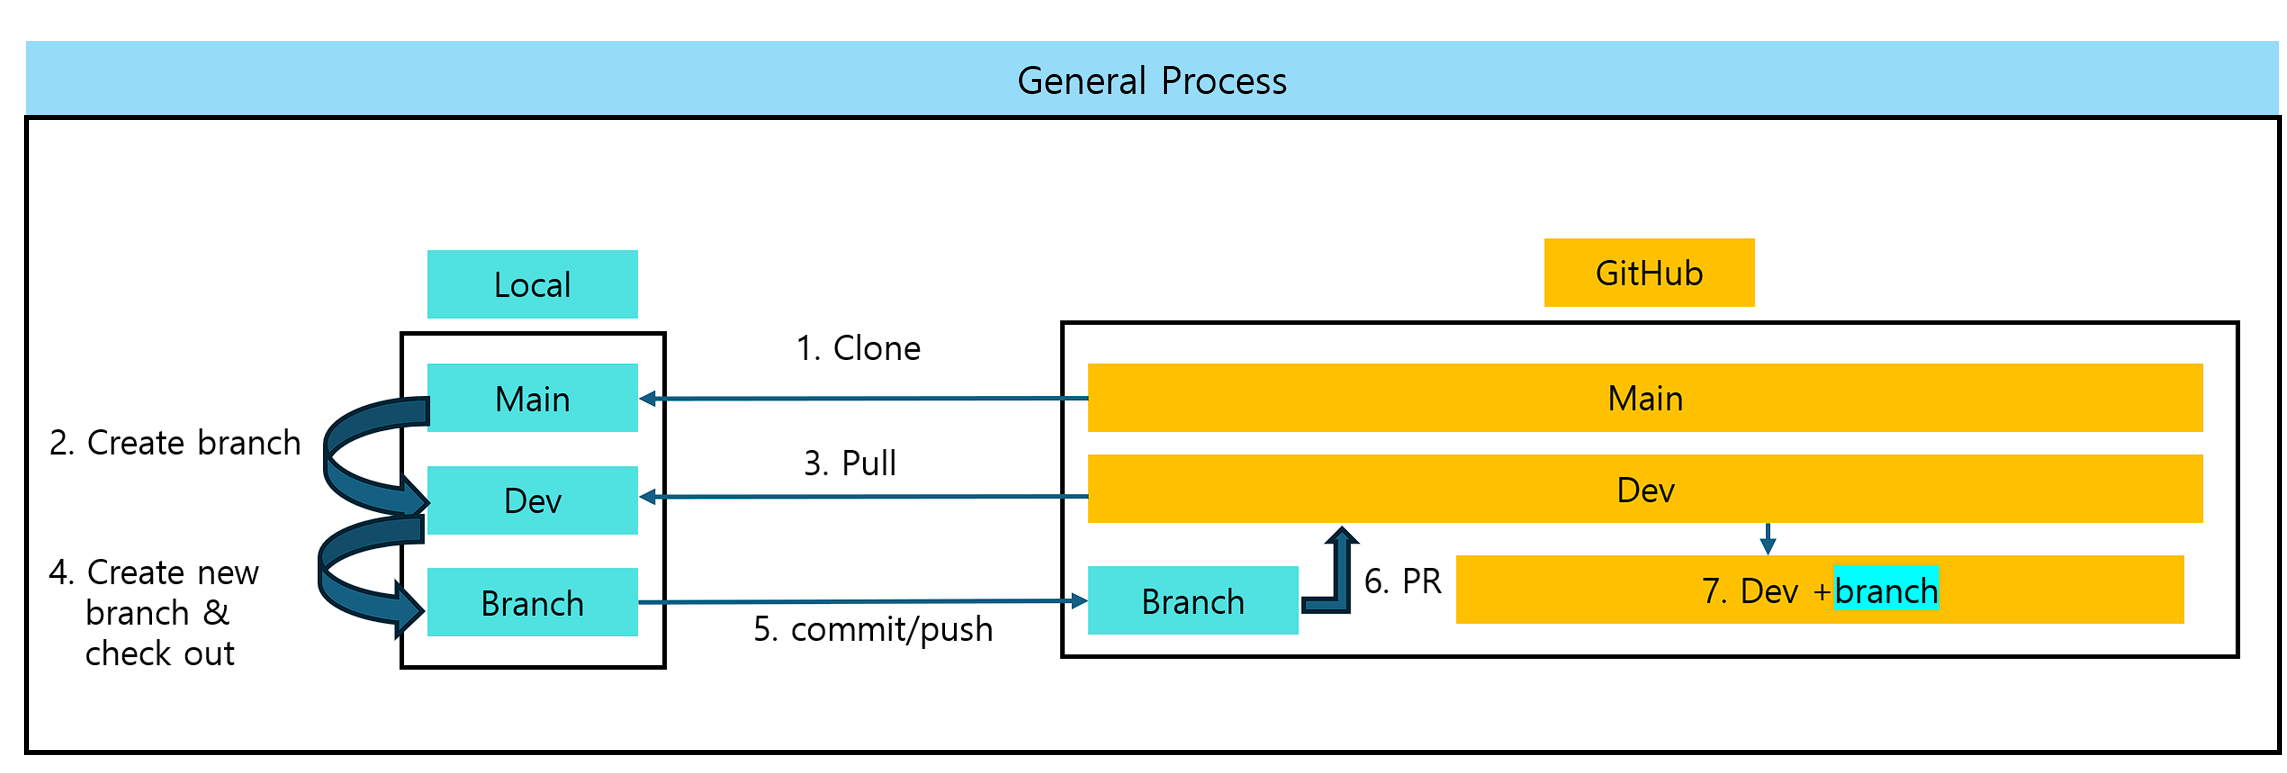 General Process
Local
GitHub
1. Clone
Main
Main
2. Create branch
3. Pull
Dev
Dev
4. Create new
branch &
check out
Branch
5. commit/push
Branch
6. PR
7. Dev +branch